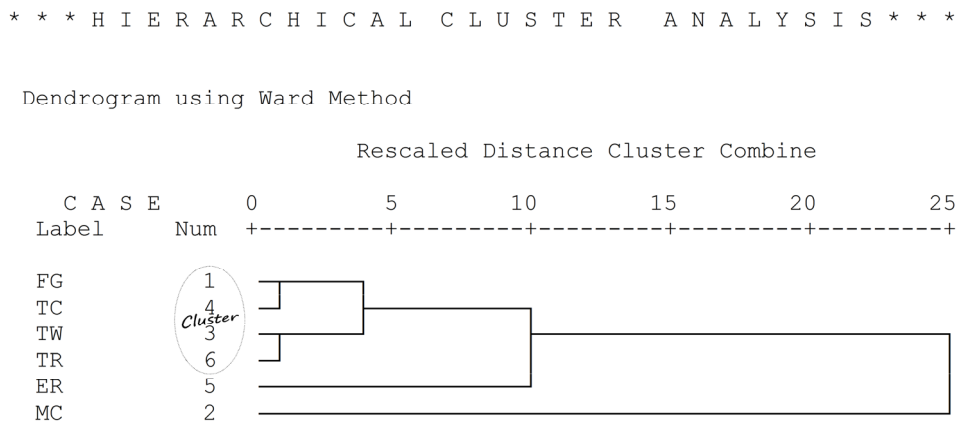 * * * H I E R A R C H I C A L  C L U S T E R  A N A L Y S I S * * *
Dendrogram using Ward Method
Rescaled Distance Cluster Combine
C A S E 0 5 10 15 20 25
Label Num +---------+---------+---------+---------+---------+
FG 1
TC 4
Cluster
TW 3
TR 6
ER 5
MC 2